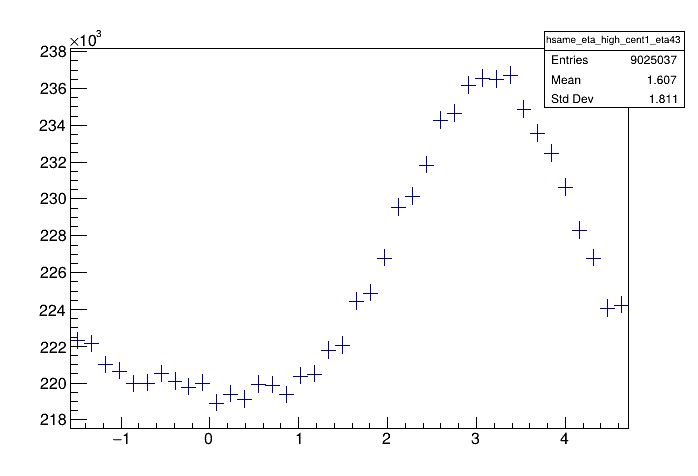 ×10³
hsame_eta_high_cent1_eta43
Entries 9025037
Mean 1.607
Std Dev 1.811
238
236
234
232
230
228
226
224
222
220
218
−1 0 1 2 3 4